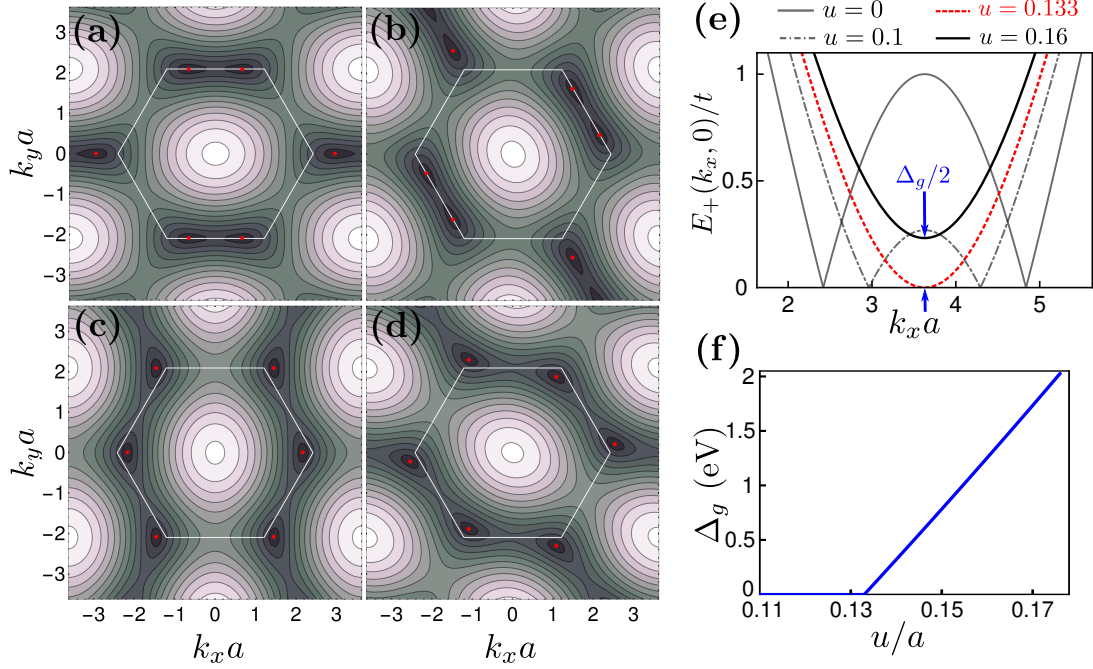 (a)
(b)
(c)
(d)
k_y a
3
2
1
0
−1
−2
−3
k_y a
3
2
1
0
−1
−2
−3
−3 −2 −1 0 1 2 3
k_x a
−3 −2 −1 0 1 2 3
k_x a
(e)
u = 0
u = 0.133
u = 0.1
u = 0.16
E_+(k_x, 0)/t
1
0.5
0
Δ_g/2
2 3 4 5
k_x a
(f)
Δ_g (eV)
2
1.5
1
0.5
0
0.11 0.13 0.15 0.17
u/a